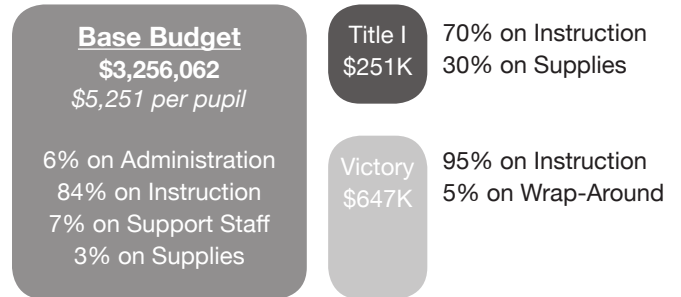 Base Budget
$3,256,062
$5,251 per pupil
6% on Administration
84% on Instruction
7% on Support Staff
3% on Supplies
Title I
$251K
70% on Instruction
30% on Supplies
Victory
$647K
95% on Instruction
5% on Wrap-Around